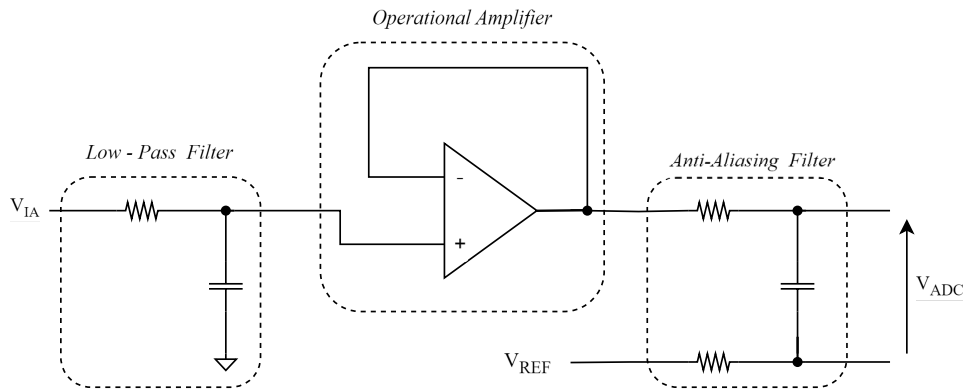 Operational Amplifier
Low - Pass Filter
Anti-Aliasing Filter
V_IA
-
+
V_ADC
V_REF